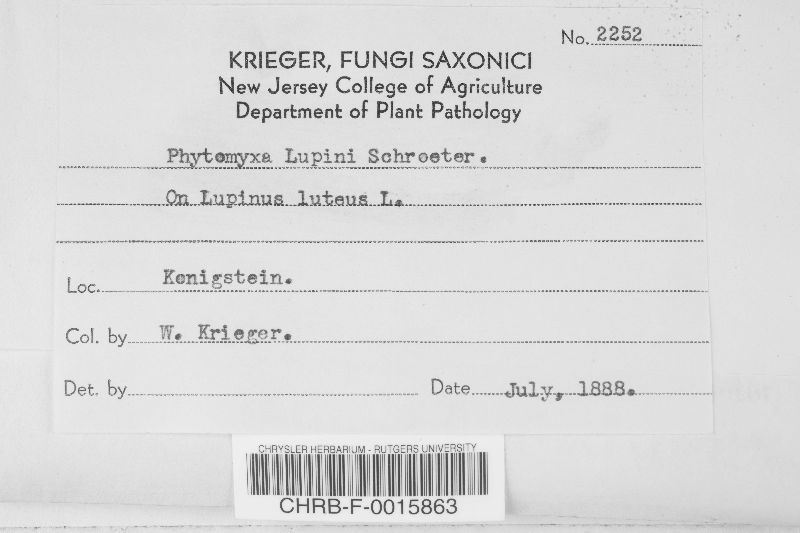 No. 2252
KRIEGER, FUNGI SAXONICI
New Jersey College of Agriculture
Department of Plant Pathology
Phytomyxa Lupini Schroeter.
On Lupinus luteus L.
Loc. Konigstein.
Col. by W. Krieger.
Det. by Date July, 1888.
CHRYSLER HERBARIUM - RUTGERS UNIVERSITY
CHRB-F-0015863